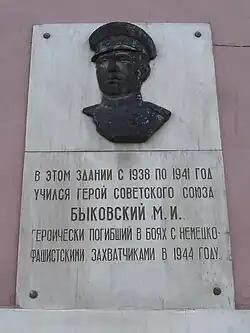 В ЭТОМ ЗДАНИИ С 1938 ПО 1941 ГОД
УЧИЛСЯ ГЕРОЙ СОВЕТСКОГО СОЮЗА
БЫКОВСКИЙ М.И.,
ГЕРОИЧЕСКИ ПОГИБШИЙ В БОЯХ С НЕМЕЦКО-
ФАШИСТСКИМИ ЗАХВАТЧИКАМИ В 1944 ГОДУ.